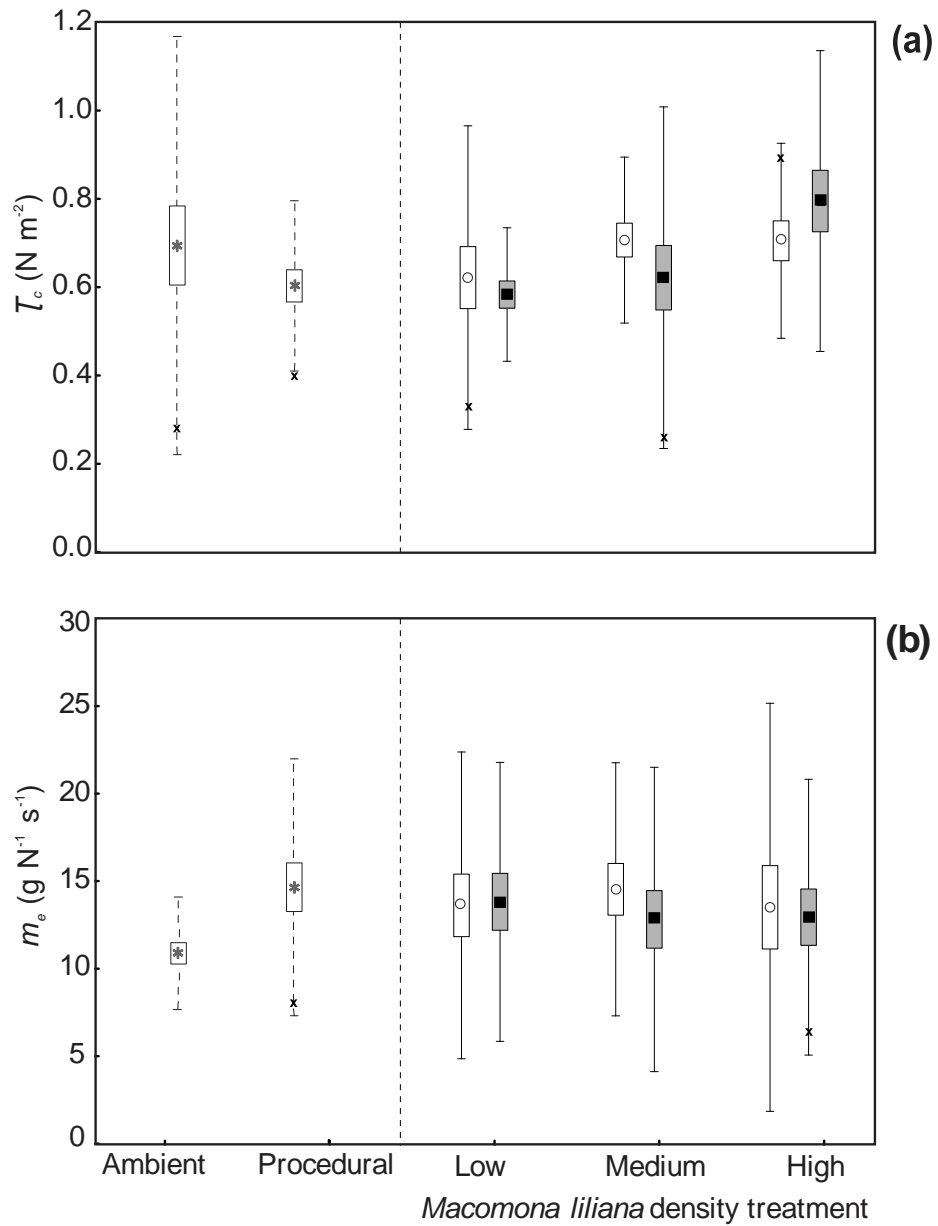 (a)
1.2
1.0
0.8
0.6
0.4
0.2
0.0
Τc (N m-2)
(b)
30
25
20
15
10
5
0
me (g N-1 s-1)
Ambient Procedural Low Medium High
Macomona liliana density treatment